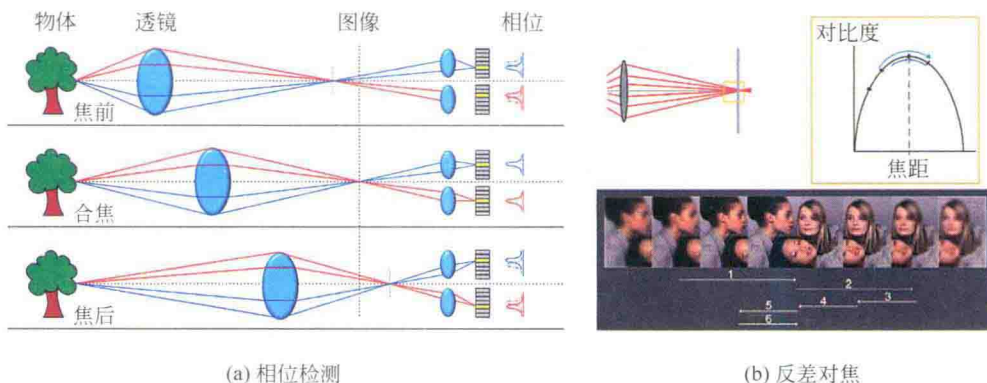 物体 透镜 图像 相位
焦前
合焦
焦后
(a) 相位检测
对比度
焦距
1
2
3
4
5
6
(b) 反差对焦